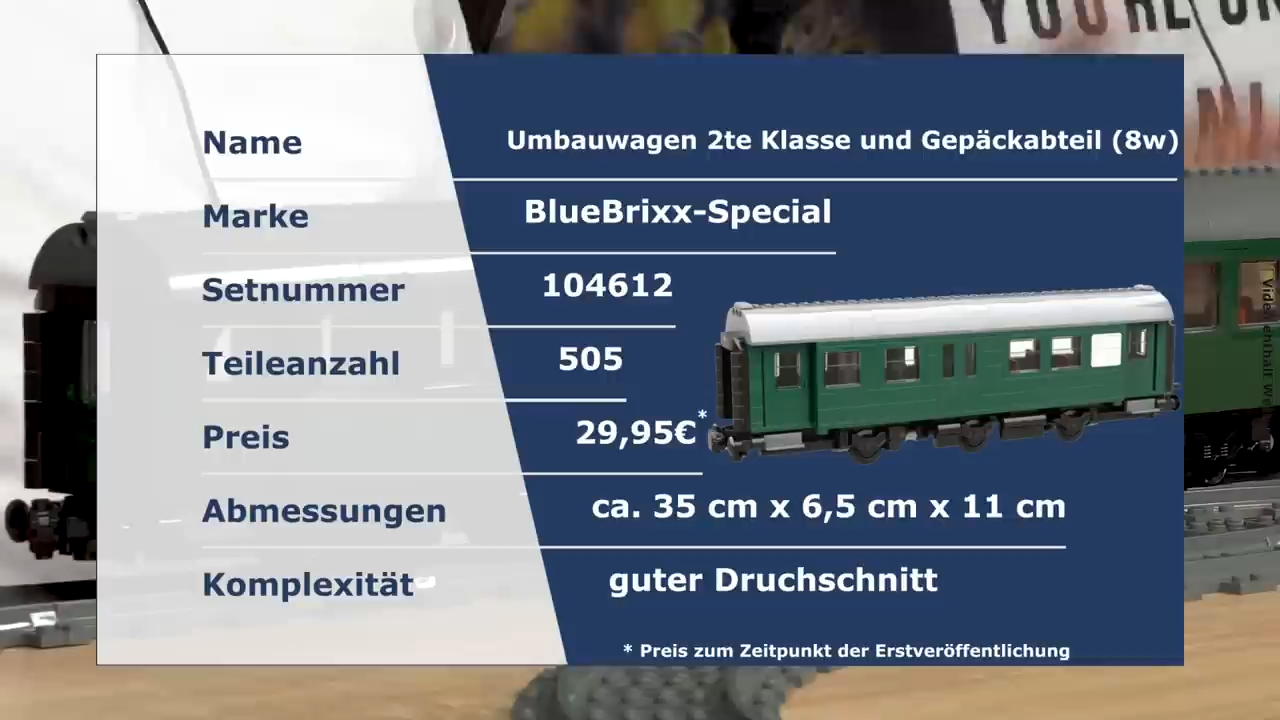 Name Umbauwagen 2te Klasse und Gepäckabteil (8w)
Marke BlueBrixx-Special
Setnummer 104612
Teileanzahl 505
Preis 29,95€*
Abmessungen ca. 35 cm x 6,5 cm x 11 cm
Komplexität guter Druchschnitt
* Preis zum Zeitpunkt der Erstveröffentlichung